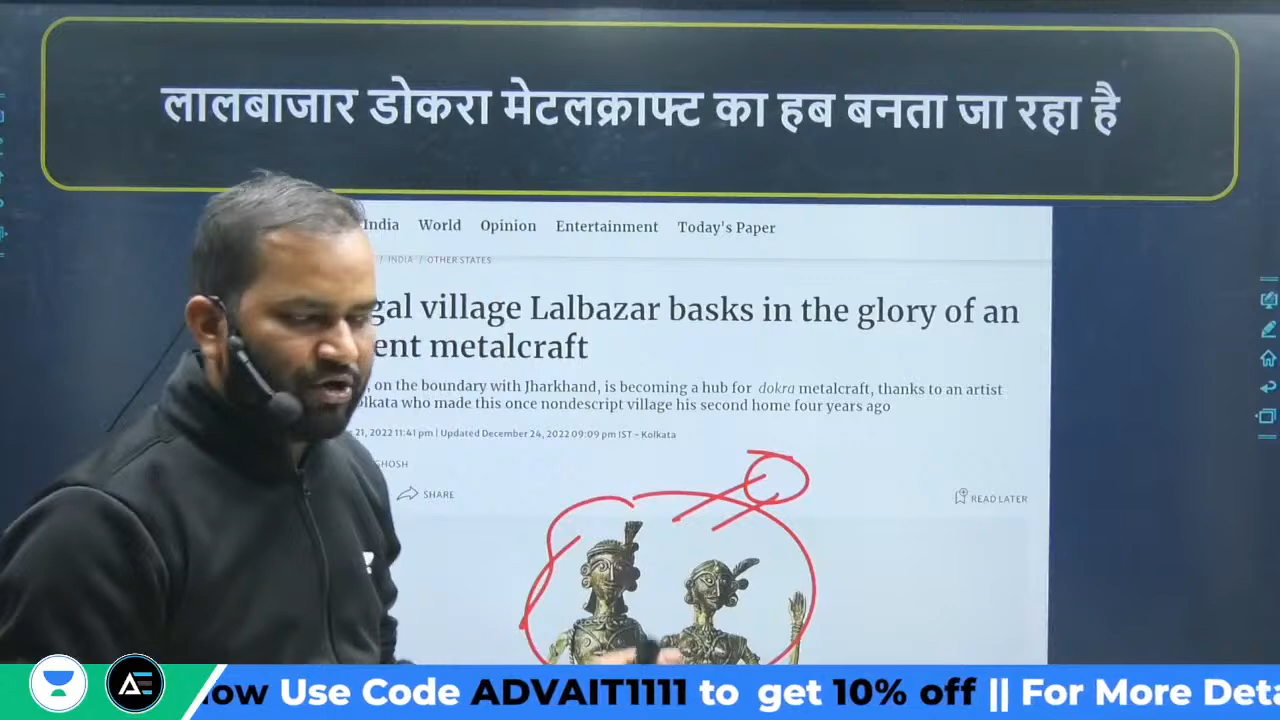 लालबाजार डोकरा मेटलक्राफ्ट का हब बनता जा रहा है
India World Opinion Entertainment Today's Paper
/ INDIA / OTHER STATES
gal village Lalbazar basks in the glory of an
ent metalcraft
, on the boundary with Jharkhand, is becoming a hub for dokra metalcraft, thanks to an artist
olkata who made this once nondescript village his second home four years ago
21, 2022 11:41 pm | Updated December 24, 2022 09:09 pm IST - Kolkata
GHOSH
SHARE
READ LATER
ow Use Code ADVAIT1111 to get 10% off || For More Deta